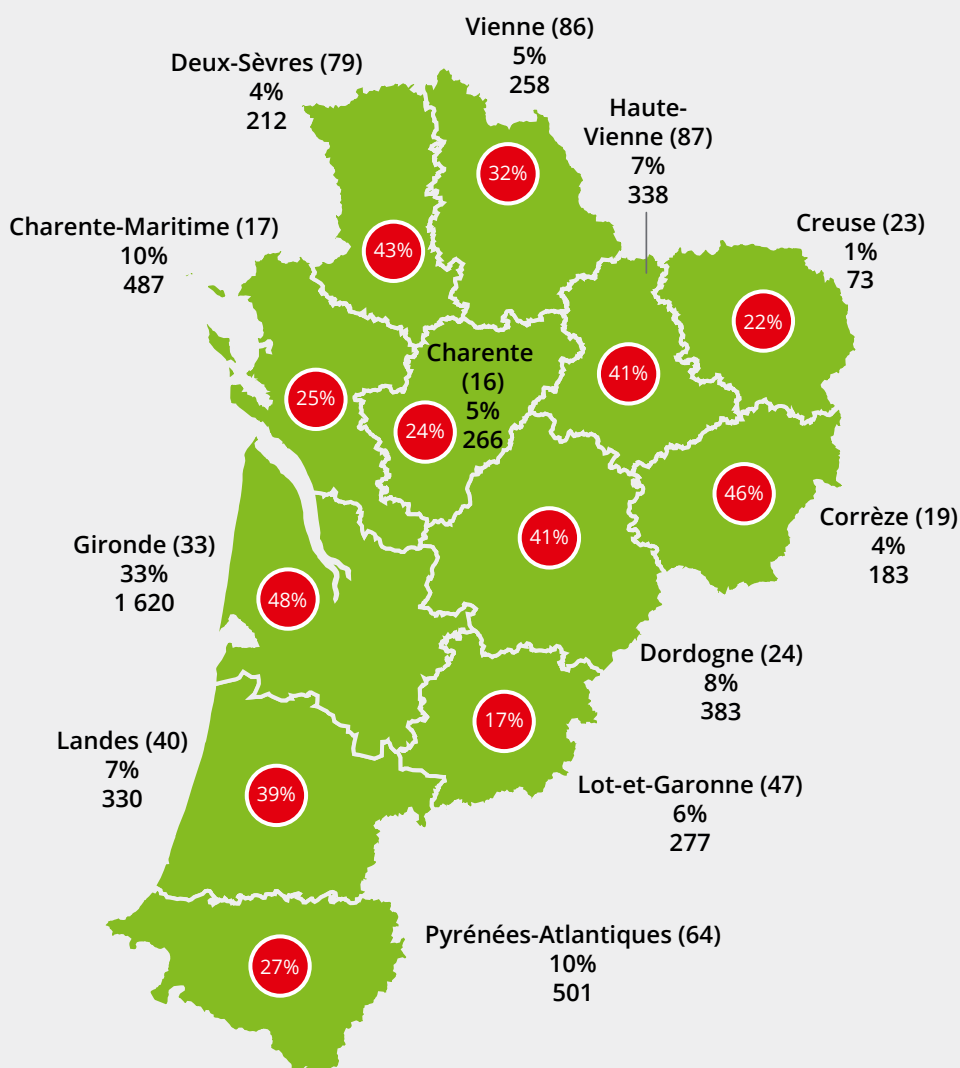 Vienne (86)
5%
258
Deux-Sèvres (79)
4%
212
Haute-
Vienne (87)
7%
338
32%
Charente-Maritime (17)
10%
487
43%
Creuse (23)
1%
73
22%
Charente
(16)
5%
266
41%
25%
24%
46%
Corrèze (19)
4%
183
41%
Gironde (33)
33%
1 620
48%
Dordogne (24)
8%
383
17%
Landes (40)
7%
330
39%
Lot-et-Garonne (47)
6%
277
Pyrénées-Atlantiques (64)
10%
501
27%